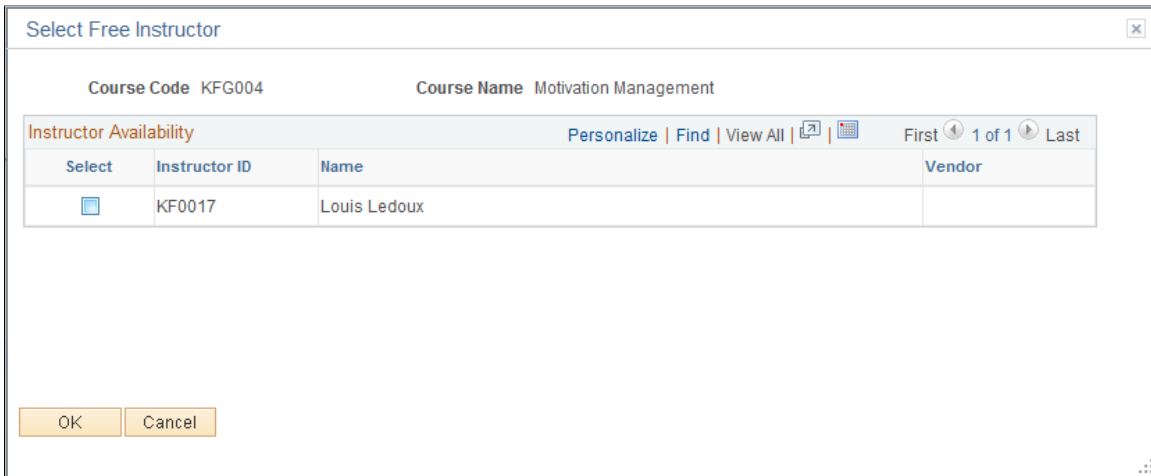 Select Free Instructor
Course Code KFG004 Course Name Motivation Management
Instructor Availability Personalize | Find | View All | | First 1 of 1 Last
Select Instructor ID Name Vendor
KF0017 Louis Ledoux
OK Cancel